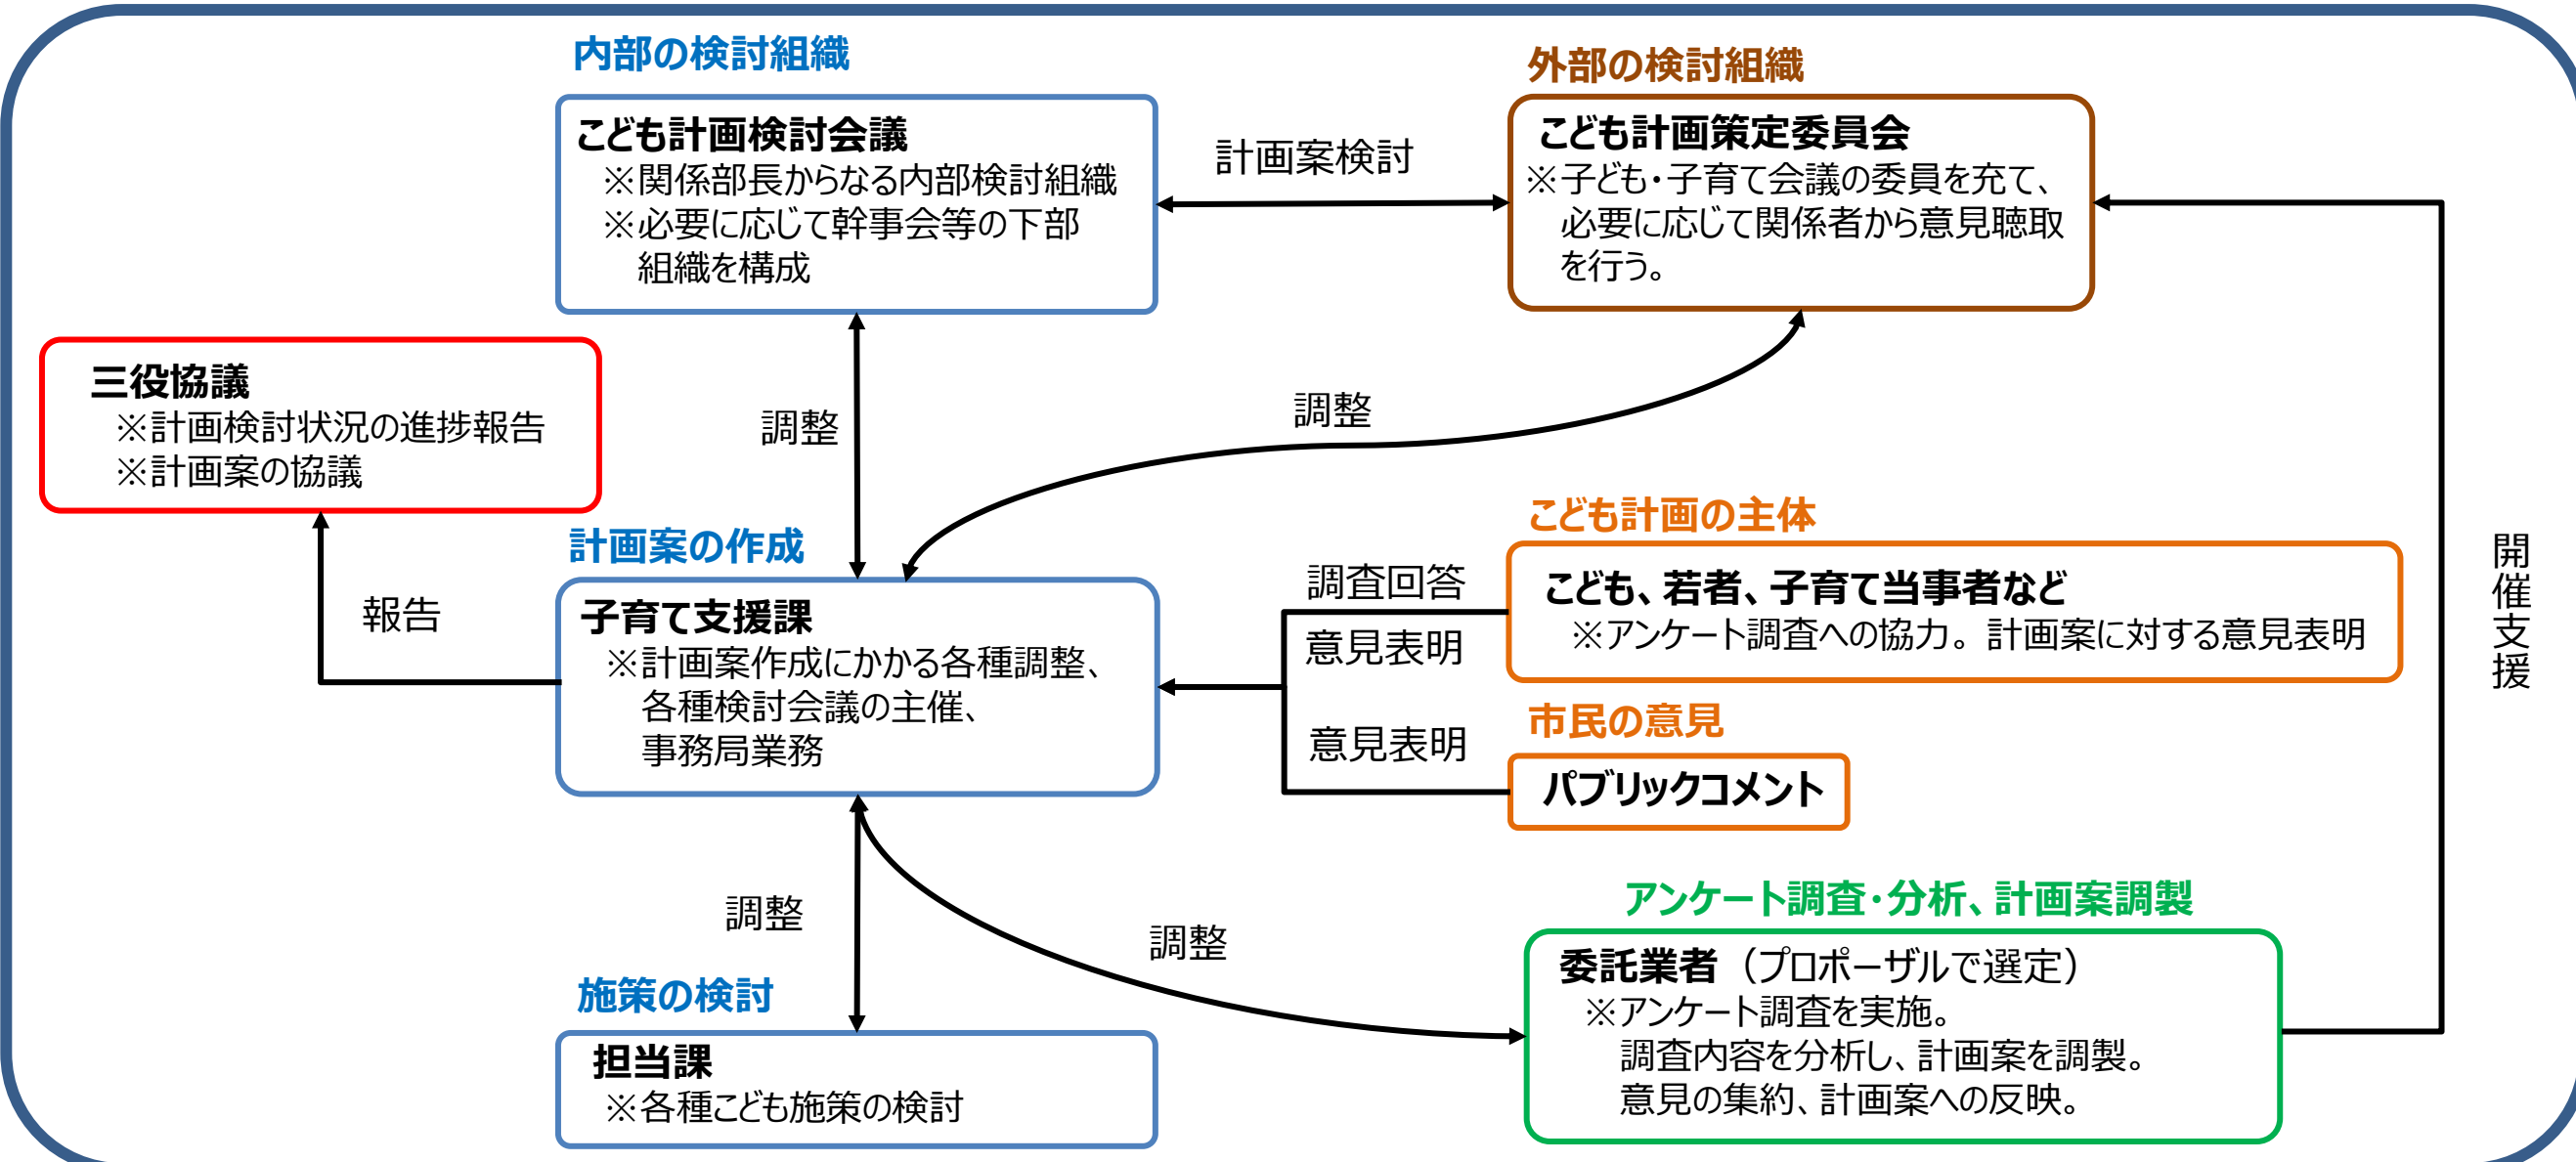 内部の検討組織
こども計画検討会議
※関係部長からなる内部検討組織
※必要に応じて幹事会等の下部
組織を構成
計画案検討
外部の検討組織
こども計画策定委員会
※子ども・子育て会議の委員を充て、
必要に応じて関係者から意見聴取
を行う。
三役協議
※計画検討状況の進捗報告
※計画案の協議
調整
調整
報告
計画案の作成
子育て支援課
※計画案作成にかかる各種調整、
各種検討会議の主催、
事務局業務
調査回答
意見表明
意見表明
こども計画の主体
こども、若者、子育て当事者など
※アンケート調査への協力。計画案に対する意見表明
市民の意見
パブリックコメント
開催支援
調整
調整
施策の検討
担当課
※各種こども施策の検討
アンケート調査・分析、計画案調製
委託業者（プロポーザルで選定）
※アンケート調査を実施。
調査内容を分析し、計画案を調製。
意見の集約、計画案への反映。